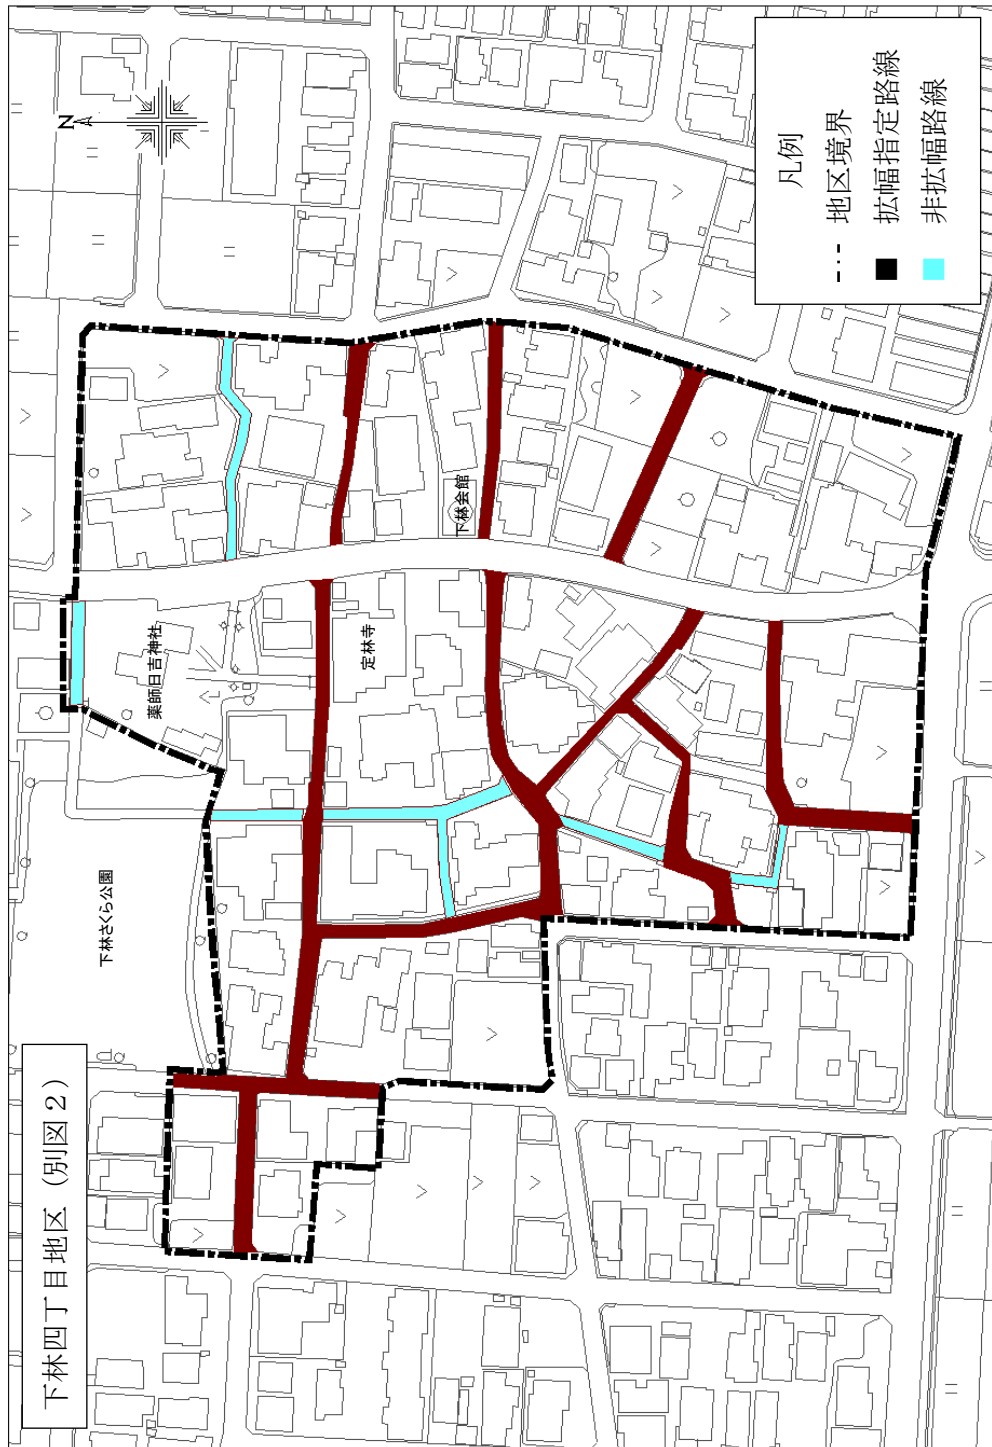 下林四丁目地区（別図２）
下林さくら公園
薬師日吉神社
定林寺
下林会館
N
凡例
地区境界
拡幅指定路線
非拡幅路線